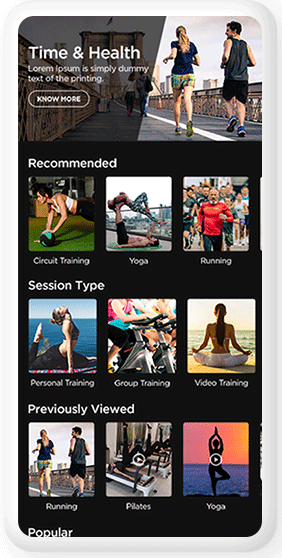 Time & Health
Lorem Ipsum is simply dummy
text of the printing.
KNOW MORE
Recommended
Circuit Training
Yoga
Running
Session Type
Personal Training
Group Training
Video Training
Previously Viewed
Running
Pilates
Yoga
Popular